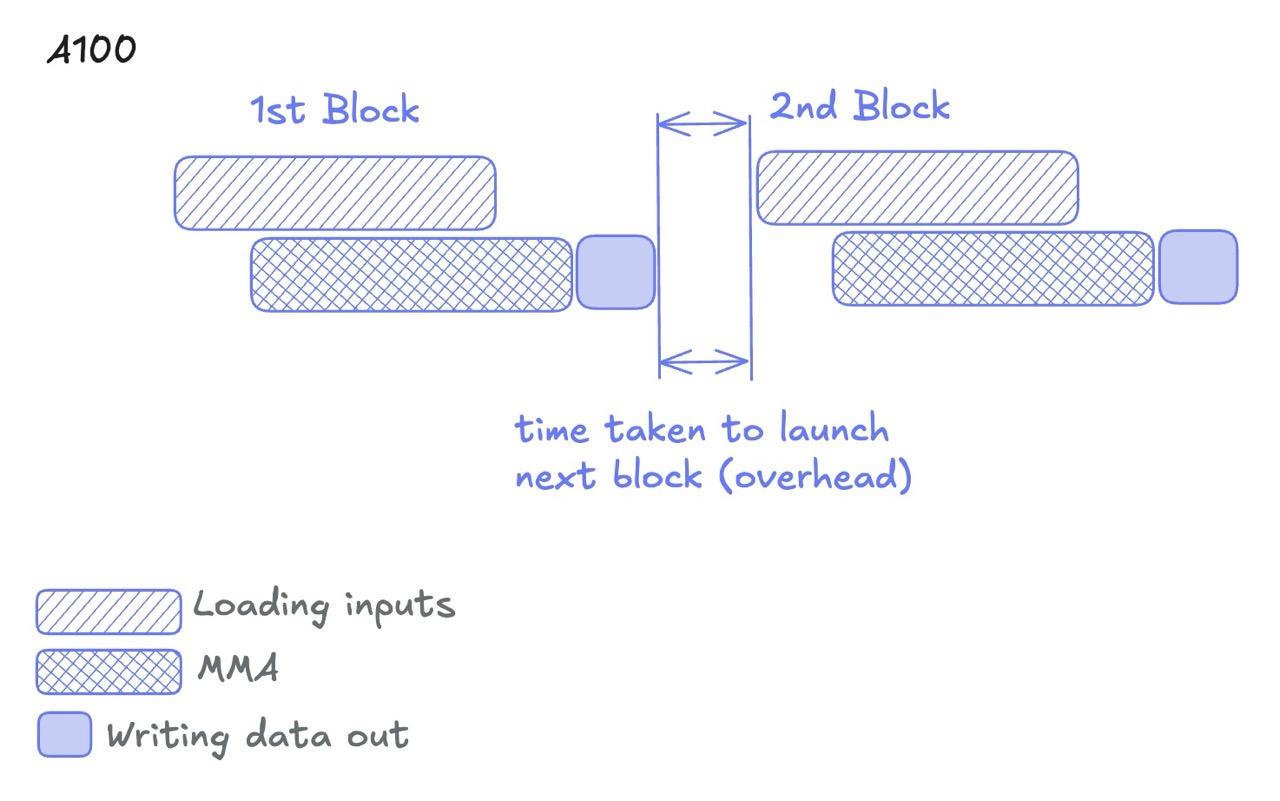 A100
1st Block
2nd Block
time taken to launch
next block (overhead)
Loading inputs
MMA
Writing data out